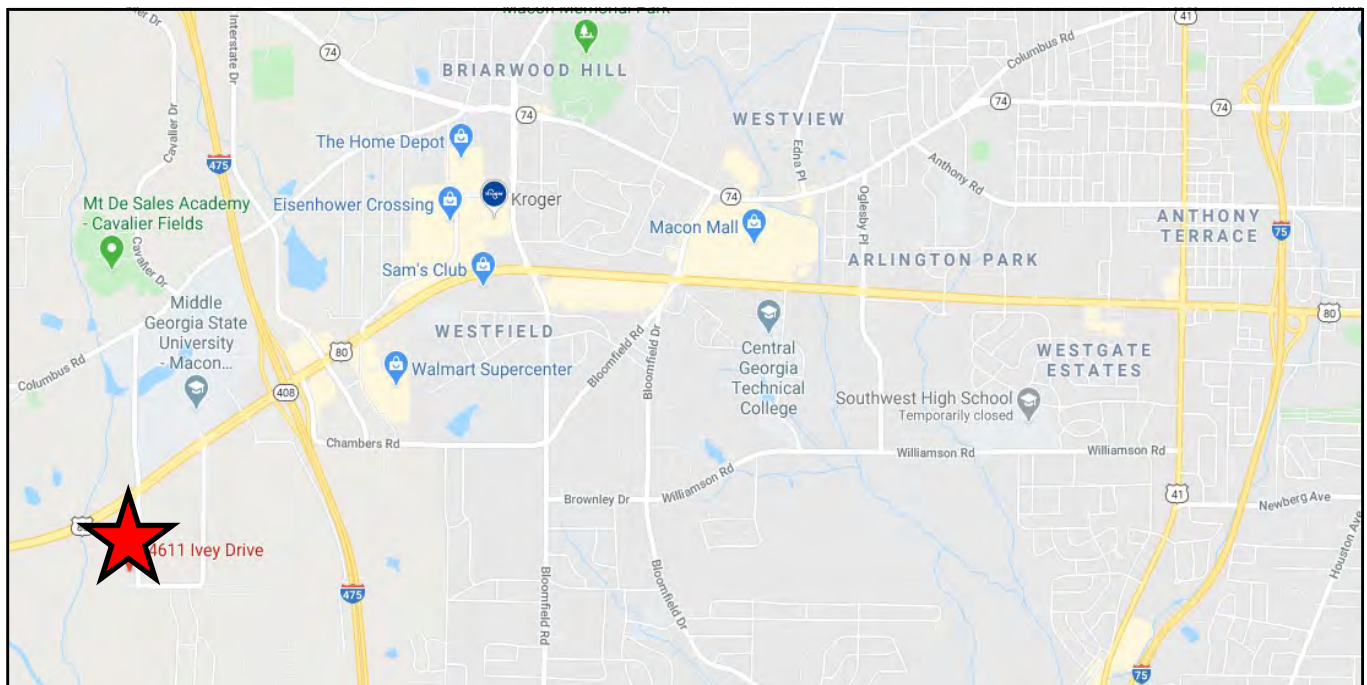 Macon Memorial Park
41
Interstate Dr
74
Columbus Rd
BRIARWOOD HILL
74
74
74
WESTVIEW
Cavalier Dr
The Home Depot
Edna Pl
475
Anthony Rd
Kroger
Eisenhower Crossing
Mt De Sales Academy
- Cavalier Fields
74
Oglesby Pl
ANTHONY
TERRACE
Macon Mall
75
Cavalier Dr
ARLINGTON PARK
Sam's Club
Middle
Georgia State
University
- Macon...
WESTFIELD
80
80
Bloomfield Rd
Bloomfield Dr
Central
Georgia
Technical
College
WESTGATE
ESTATES
Columbus Rd
Walmart Supercenter
408
Southwest High School
Temporarily closed
Chambers Rd
Williamson Rd
Williamson Rd
Williamson Rd
Brownley Dr
41
Newberg Ave
4611 Ivey Drive
Houston Ave
475
Bloomfield Rd
Bloomfield Dr
75